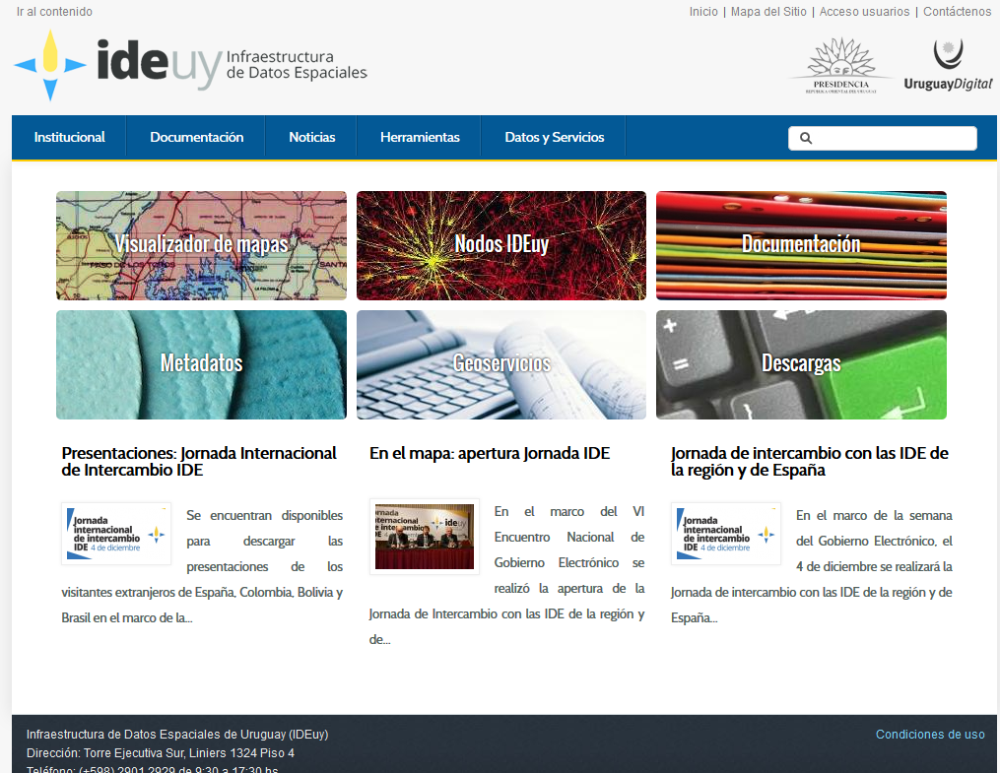 Ir al contenido
Inicio | Mapa del Sitio | Acceso usuarios | Contáctenos
ideuy Infraestructura
de Datos Espaciales
PRESIDENCIA
REPÚBLICA ORIENTAL DEL URUGUAY
UruguayDigital
Institucional
Documentación
Noticias
Herramientas
Datos y Servicios
Visualizador de mapas
PASO DE LOS TOROS
Nodos IDEuy
Documentación
Metadatos
Geoservicios
Descargas
Presentaciones: Jornada Internacional
de Intercambio IDE
Jornada
internacional
de intercambio
IDE 4 de diciembre
Se encuentran disponibles
para descargar las
presentaciones de los
visitantes extranjeros de España, Colombia, Bolivia y
Brasil en el marco de la...
En el mapa: apertura Jornada IDE
En el marco del VI
Encuentro Nacional de
Gobierno Electrónico se
realizó la apertura de la
Jornada de Intercambio con las IDE de la región y
de...
Jornada de intercambio con las IDE de
la región y de España
Jornada
internacional
de intercambio
IDE 4 de diciembre
En el marco de la semana
del Gobierno Electrónico, el
4 de diciembre se realizará la
Jornada de intercambio con las IDE de la región y de
España...
Infraestructura de Datos Espaciales de Uruguay (IDEuy)
Dirección: Torre Ejecutiva Sur, Liniers 1324 Piso 4
Teléfono: (+598) 2901 2929 de 9:30 a 17:30 hs
Condiciones de uso